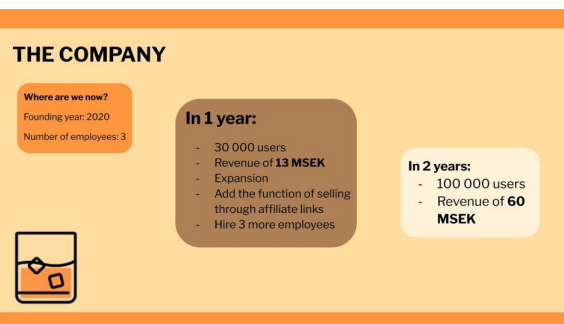 THE COMPANY
Where are we now?
Founding year: 2020
Number of employees: 3
In 1 year:
- 30 000 users
- Revenue of 13 MSEK
- Expansion
- Add the function of selling
through affiliate links
- Hire 3 more employees
In 2 years:
- 100 000 users
- Revenue of 60
MSEK